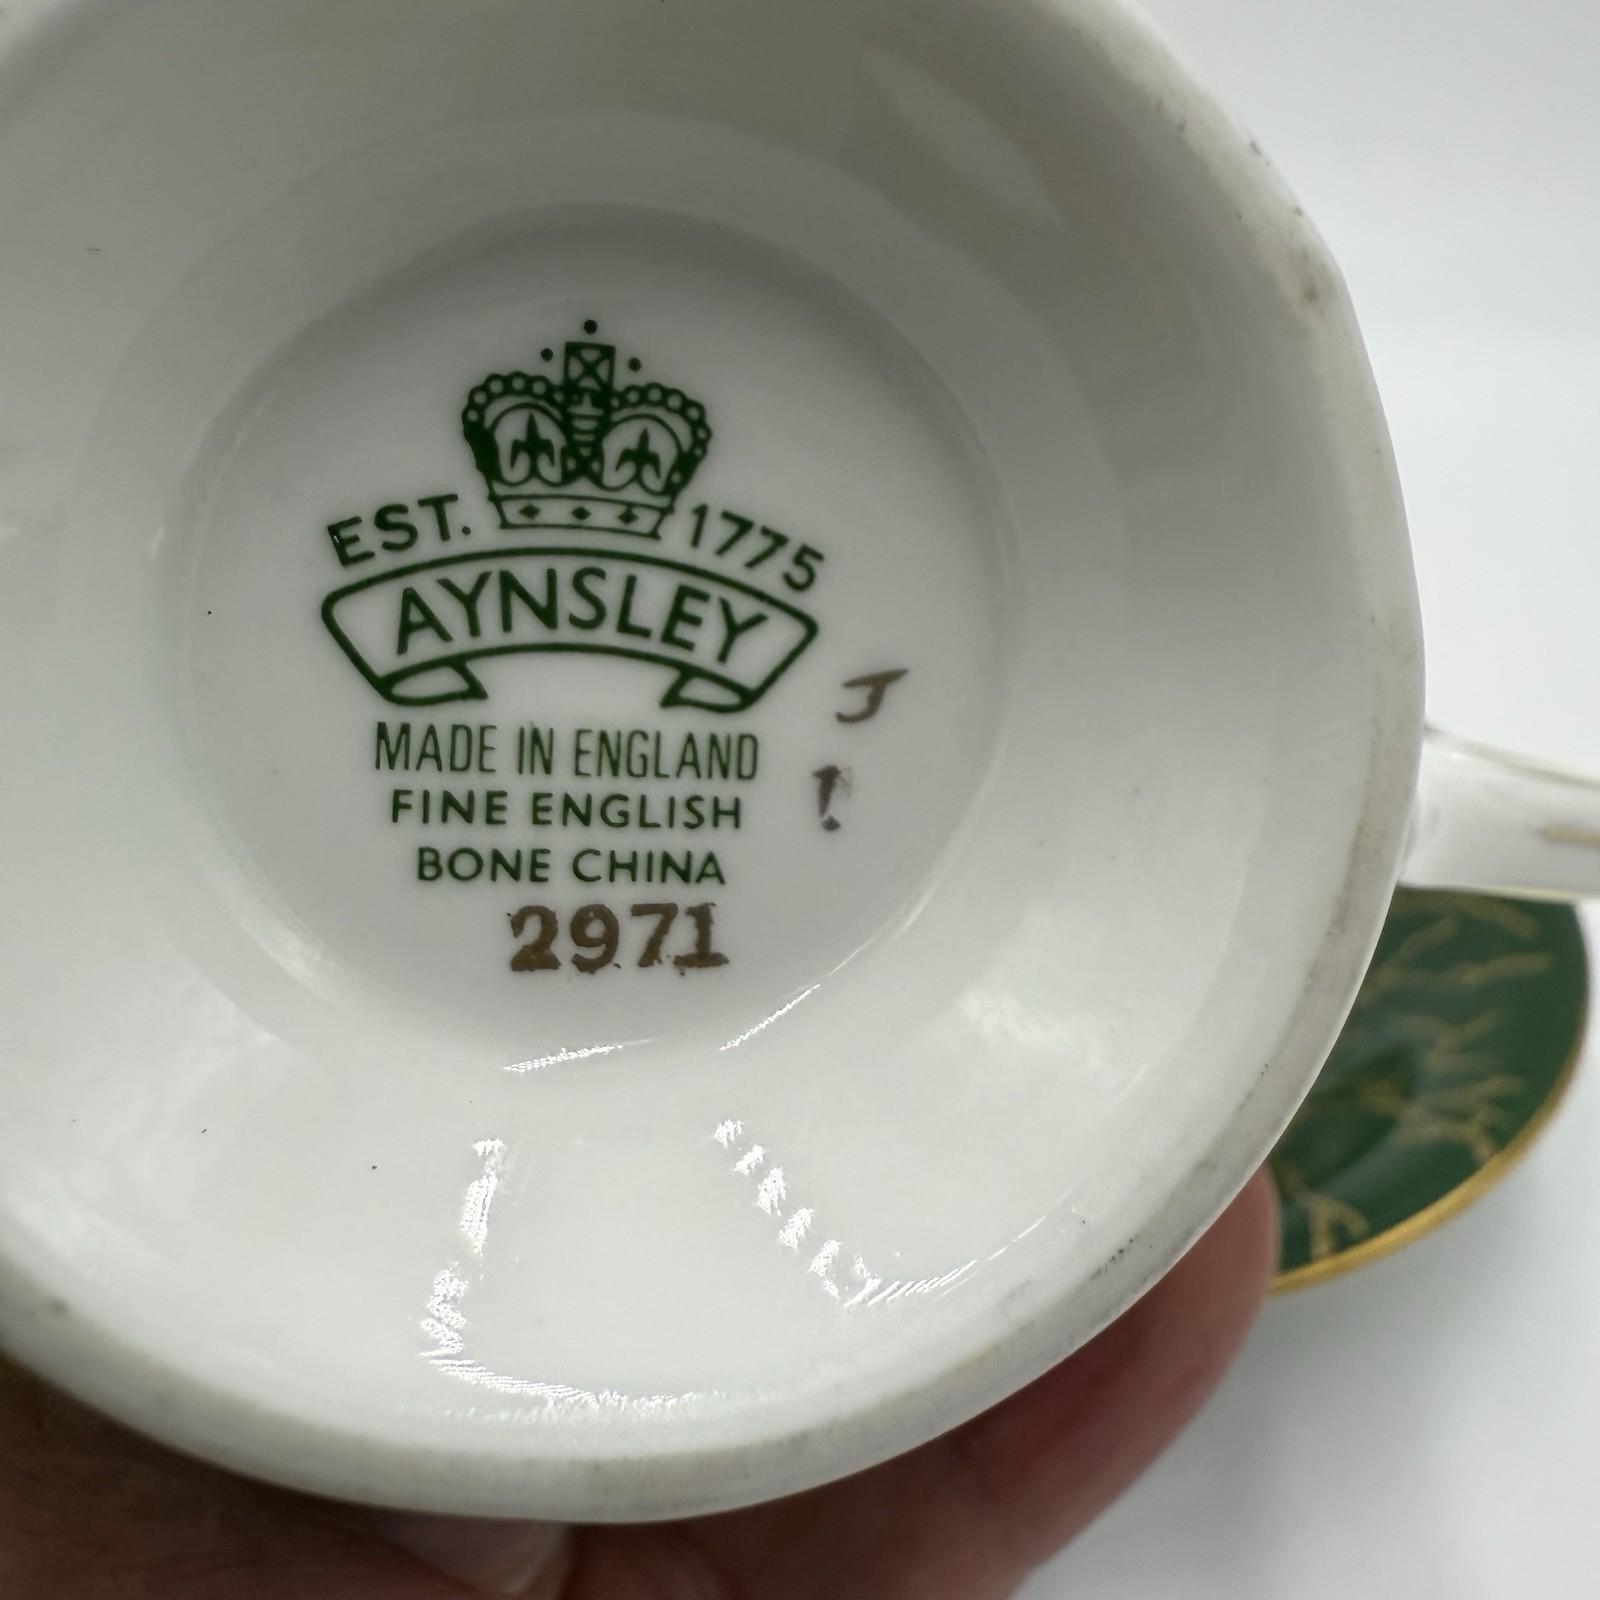 EST. 1775
AYNSLEY
MADE IN ENGLAND
FINE ENGLISH
BONE CHINA
2971
J